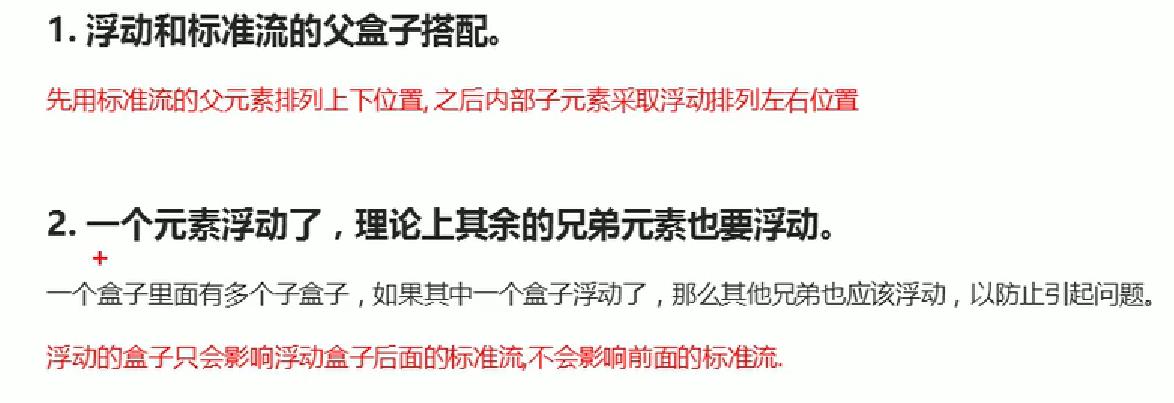 1. 浮动和标准流的父盒子搭配。
先用标准流的父元素排列上下位置, 之后内部子元素采取浮动排列左右位置
2. 一个元素浮动了，理论上其余的兄弟元素也要浮动。
一个盒子里面有多个子盒子，如果其中一个盒子浮动了，那么其他兄弟也应该浮动，以防止引起问题。
浮动的盒子只会影响浮动盒子后面的标准流,不会影响前面的标准流.